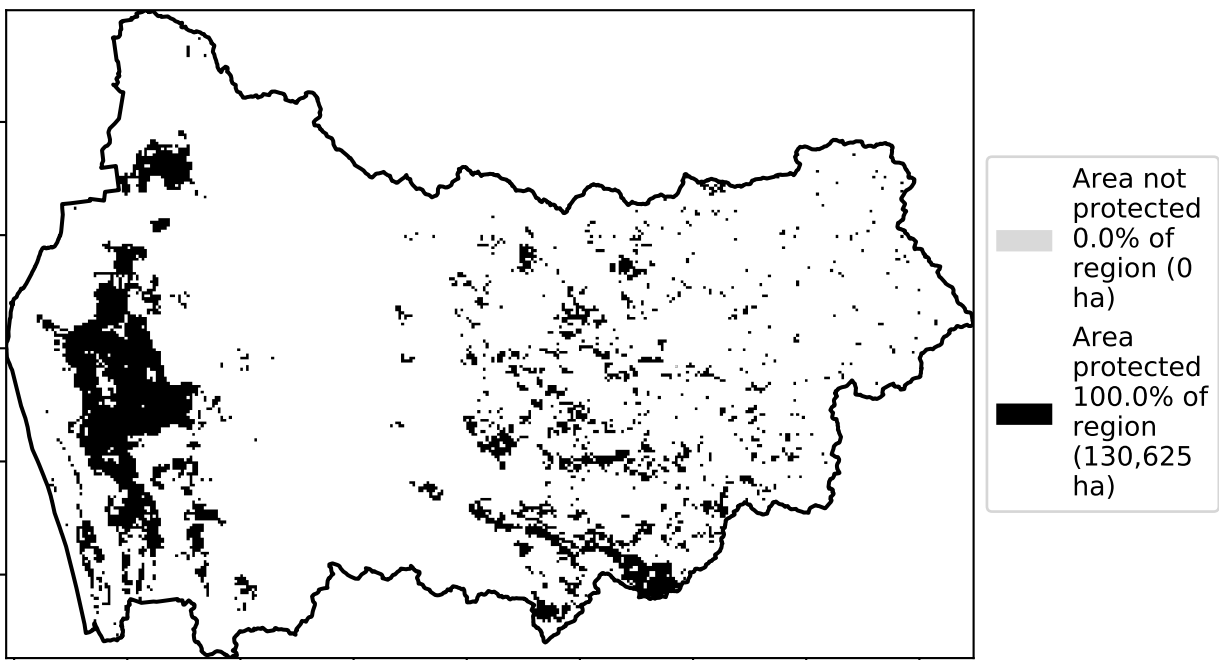 Area not
protected
0.0% of
region (0
ha)
Area
protected
100.0% of
region
(130,625
ha)